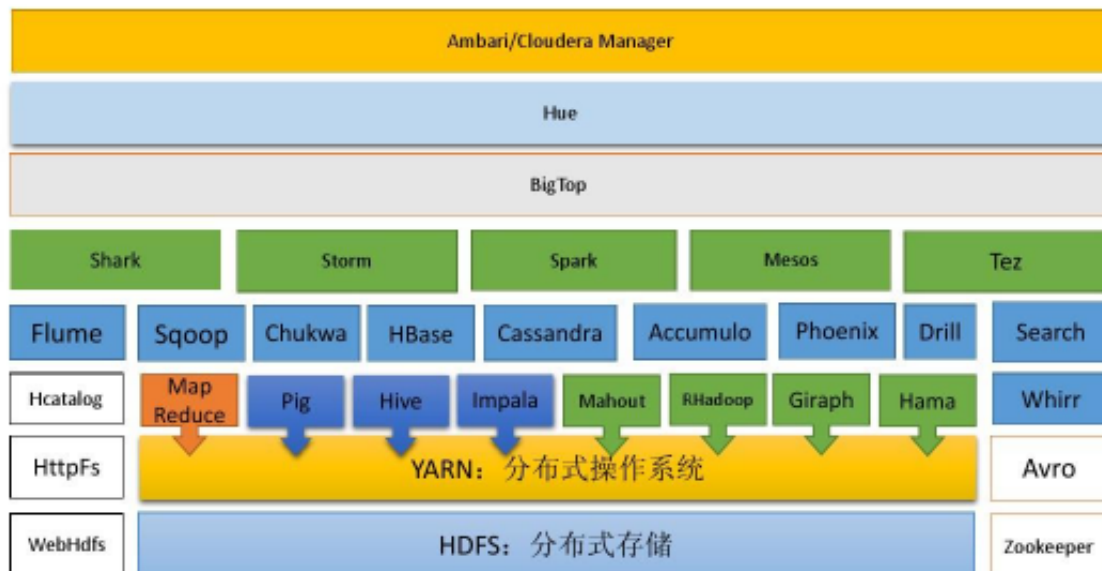 Ambari/Cloudera Manager
Hue
BigTop
Shark
Storm
Spark
Mesos
Tez
Flume
Sqoop
Chukwa
HBase
Cassandra
Accumulo
Phoenix
Drill
Search
Hcatalog
Map
Reduce
Pig
Hive
Impala
Mahout
RHadoop
Giraph
Hama
Whirr
HttpFs
YARN：分布式操作系统
Avro
WebHdfs
HDFS：分布式存储
Zookeeper